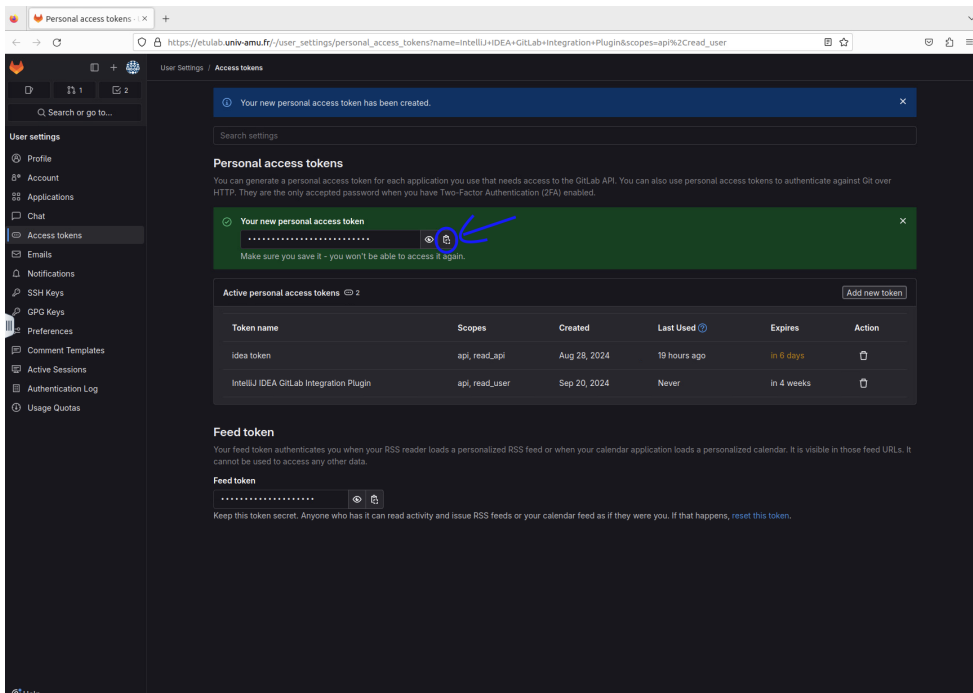 Personal access tokens ·
https://etulab.univ-amu.fr/-/user_settings/personal_access_tokens?name=IntelliJ+IDEA+GitLab+Integration+Plugin&scopes=api%2Cread_user
User Settings / Access tokens
1
2
Search or go to...
User settings
Profile
Account
Applications
Chat
Access tokens
Emails
Notifications
SSH Keys
GPG Keys
Preferences
Comment Templates
Active Sessions
Authentication Log
Usage Quotas
Help
Your new personal access token has been created.
Search settings
Personal access tokens
You can generate a personal access token for each application you use that needs access to the GitLab API. You can also use personal access tokens to authenticate against Git over
HTTP. They are the only accepted password when you have Two-Factor Authentication (2FA) enabled.
Your new personal access token
Make sure you save it - you won't be able to access it again.
Active personal access tokens 2
Add new token
Token name Scopes Created Last Used Expires Action
idea token api, read_api Aug 28, 2024 19 hours ago in 6 days
IntelliJ IDEA GitLab Integration Plugin api, read_user Sep 20, 2024 Never in 4 weeks
Feed token
Your feed token authenticates you when your RSS reader loads a personalized RSS feed or when your calendar application loads a personalized calendar. It is visible in those feed URLs. It
cannot be used to access any other data.
Feed token
Keep this token secret. Anyone who has it can read activity and issue RSS feeds or your calendar feed as if they were you. If that happens, reset this token.